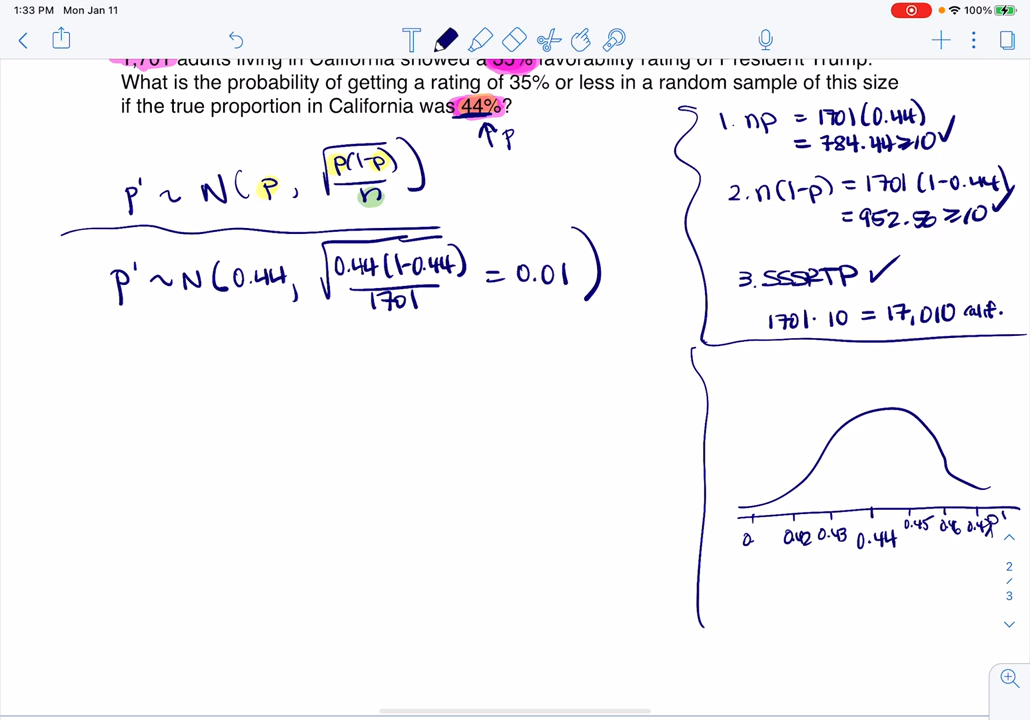 1:33 PM Mon Jan 11
100%
1,701 adults living in California showed a 35% favorability rating of President Trump.
What is the probability of getting a rating of 35% or less in a random sample of this size
if the true proportion in California was 44%?
↑ p
p' ~ N(p, √(p(1-p)/n))
p' ~ N(0.44, √(0.44(1-0.44)/1701) = 0.01)
1. np = 1701(0.44)
= 784.44 ≥ 10 ✓
2. n(1-p) = 1701(1-0.44)
= 952.56 ≥ 10 ✓
3. SSSRTP ✓
1701 · 10 = 17,010 calif.
0.42 0.43 0.44 0.45 0.46 p'
2
/
3